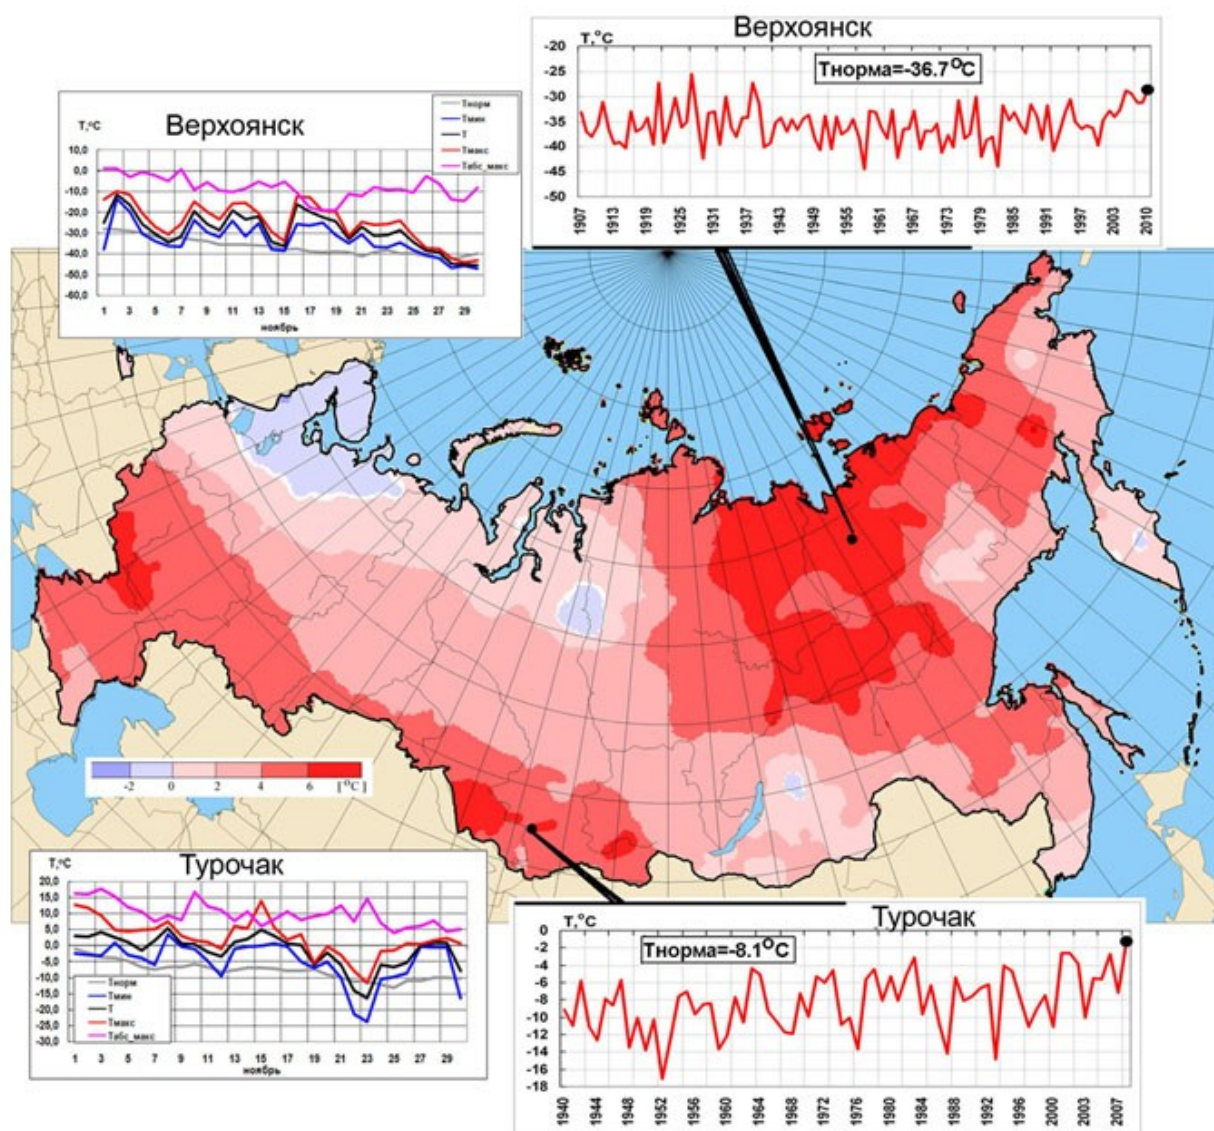 Верхоянск
T,°C
Тнорма=-36.7°C
-20
-25
-30
-35
-40
-45
-50
1907 1913 1919 1925 1931 1937 1943 1949 1955 1961 1967 1973 1979 1985 1991 1997 2003 2010
Верхоянск
T,°C
Тнорм
Тмин
Т
Тмакс
Табс_макс
10,0
0,0
-10,0
-20,0
-30,0
-40,0
-50,0
-60,0
1 3 5 7 9 11 13 15 17 19 21 23 25 27 29
ноябрь
-2 0 2 4 6 [°C]
Турочак
T,°C
20,0
15,0
10,0
5,0
0,0
-5,0
-10,0
-15,0
-20,0
-25,0
-30,0
Тнорм
Тмин
Т
Тмакс
Табс_макс
1 3 5 7 9 11 13 15 17 19 21 23 25 27 29
ноябрь
Турочак
T,°C
Тнорма=-8.1°C
0
-2
-4
-6
-8
-10
-12
-14
-16
-18
1940 1944 1948 1952 1956 1960 1964 1968 1972 1976 1980 1984 1988 1992 1996 2000 2003 2007